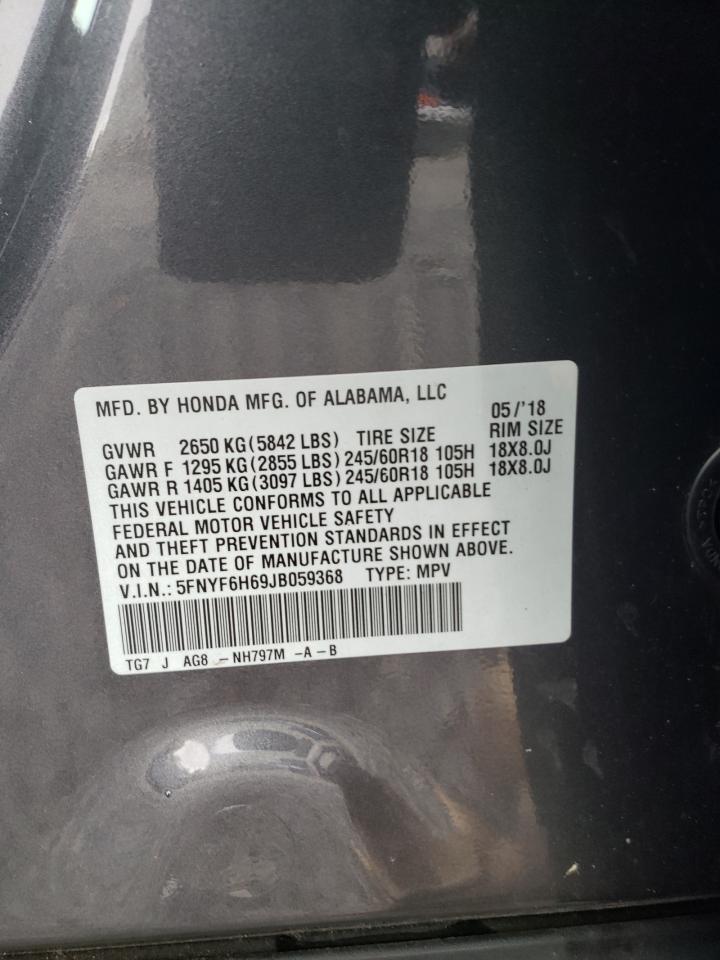 MFD. BY HONDA MFG. OF ALABAMA, LLC
05/'18
GVWR 2650 KG(5842 LBS) TIRE SIZE RIM SIZE
GAWR F 1295 KG(2855 LBS)245/60R18 105H 18X8.0J
GAWR R 1405 KG(3097 LBS)245/60R18 105H 18X8.0J
THIS VEHICLE CONFORMS TO ALL APPLICABLE
FEDERAL MOTOR VEHICLE SAFETY
AND THEFT PREVENTION STANDARDS IN EFFECT
ON THE DATE OF MANUFACTURE SHOWN ABOVE.
V.I.N.: 5FNYF6H69JB059368 TYPE: MPV
TG7 J AG8 -NH797M -A-B